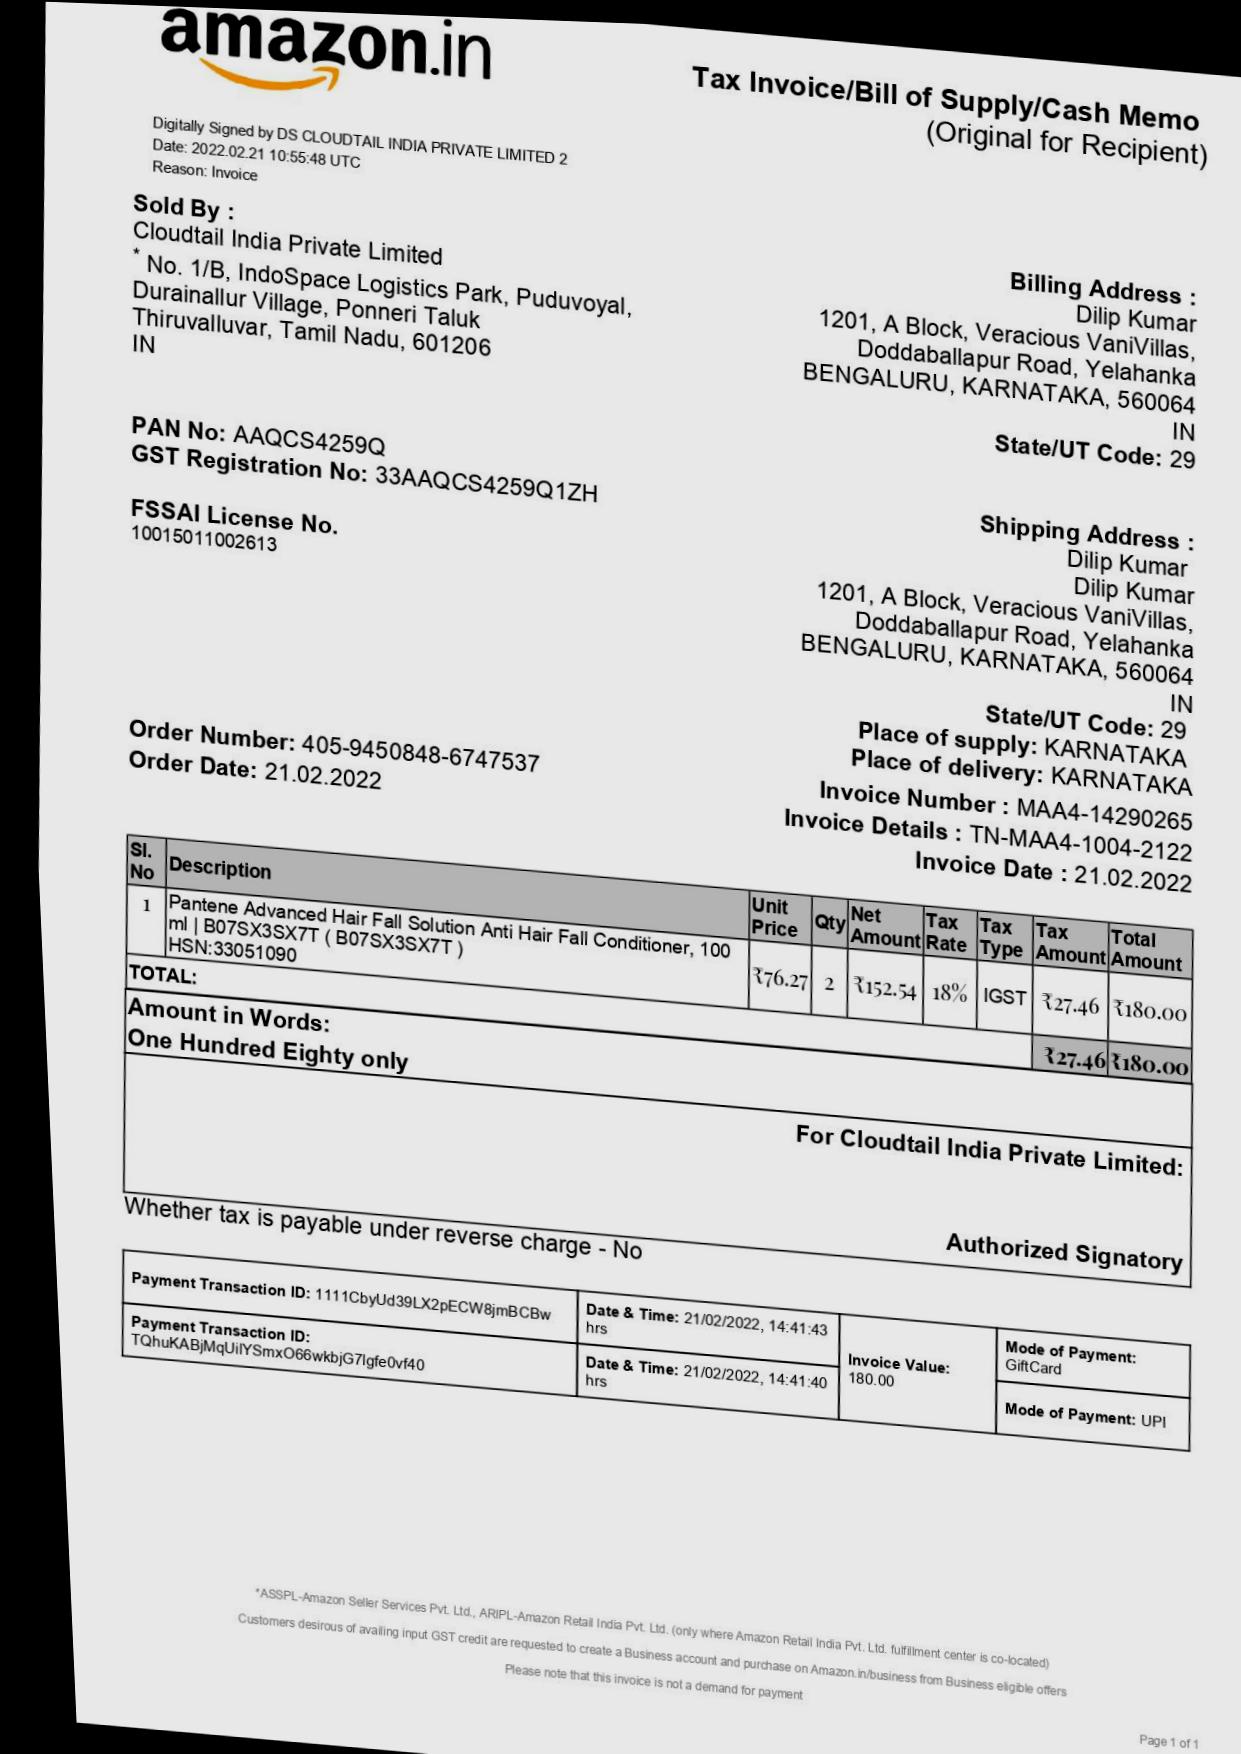 amazon.in
Tax Invoice/Bill of Supply/Cash Memo
(Original for Recipient)
Digitally Signed by DS CLOUDTAIL INDIA PRIVATE LIMITED 2
Date: 2022.02.21 10:55:48 UTC
Reason: Invoice
Sold By :
Cloudtail India Private Limited
* No. 1/B, IndoSpace Logistics Park, Puduvoyal,
Durainallur Village, Ponneri Taluk
Thiruvalluvar, Tamil Nadu, 601206
IN
Billing Address :
Dilip Kumar
1201, A Block, Veracious VaniVillas,
Doddaballapur Road, Yelahanka
BENGALURU, KARNATAKA, 560064
IN
State/UT Code: 29
PAN No: AAQCS4259Q
GST Registration No: 33AAQCS4259Q1ZH
FSSAI License No.
10015011002613
Shipping Address :
Dilip Kumar
Dilip Kumar
1201, A Block, Veracious VaniVillas,
Doddaballapur Road, Yelahanka
BENGALURU, KARNATAKA, 560064
IN
State/UT Code: 29
Place of supply: KARNATAKA
Place of delivery: KARNATAKA
Order Number: 405-9450848-6747537
Order Date: 21.02.2022
Invoice Number : MAA4-14290265
Invoice Details : TN-MAA4-1004-2122
Invoice Date : 21.02.2022
Sl. No Description Unit Price Qty Net Amount Tax Rate Tax Type Tax Amount Total Amount
1 Pantene Advanced Hair Fall Solution Anti Hair Fall Conditioner, 100
ml | B07SX3SX7T ( B07SX3SX7T )
HSN:33051090
₹76.27 2 ₹152.54 18% IGST ₹27.46 ₹180.00
TOTAL: ₹27.46 ₹180.00
Amount in Words:
One Hundred Eighty only
For Cloudtail India Private Limited:
Authorized Signatory
Whether tax is payable under reverse charge - No
Payment Transaction ID: 1111CbyUd39LX2pECW8jmBCBw
Date & Time: 21/02/2022, 14:41:43
hrs
Invoice Value:
180.00
Mode of Payment:
GiftCard
Payment Transaction ID:
TQhuKABjMqUilYSmxO66wkbjG7lgfe0vf40
Date & Time: 21/02/2022, 14:41:40
hrs
Mode of Payment: UPI
*ASSPL-Amazon Seller Services Pvt. Ltd., ARIPL-Amazon Retail India Pvt. Ltd. (only where Amazon Retail India Pvt. Ltd. fulfillment center is co-located)
Customers desirous of availing input GST credit are requested to create a Business account and purchase on Amazon.in/business from Business eligible offers
Please note that this invoice is not a demand for payment
Page 1 of 1